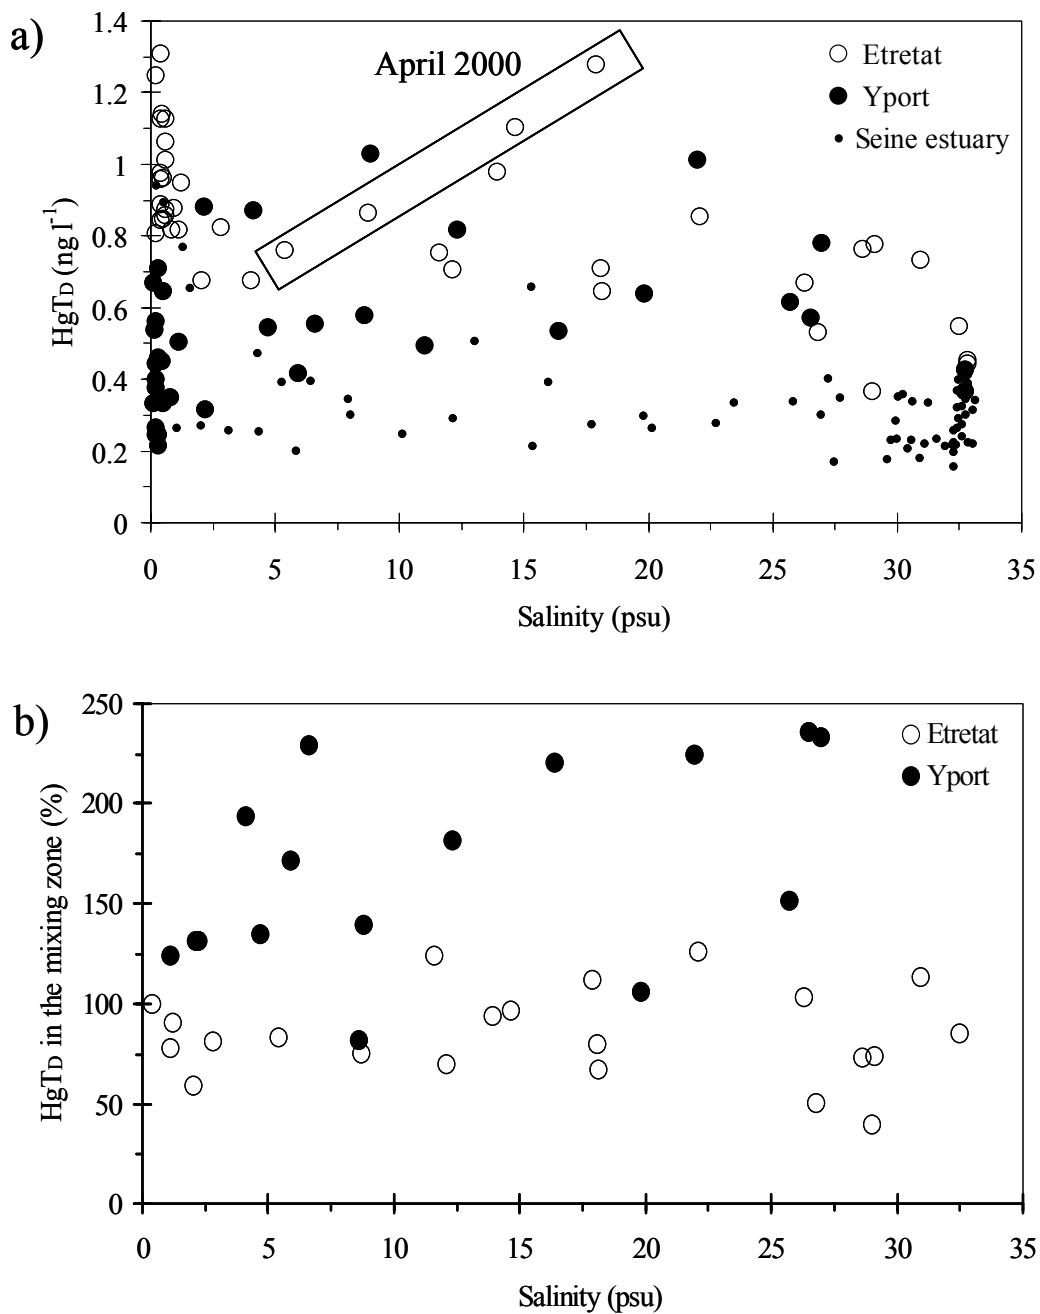 a)
1.4
1.2
1
0.8
0.6
0.4
0.2
0
HgTD (ng l-1)
April 2000
Etretat
Yport
Seine estuary
0 5 10 15 20 25 30 35
Salinity (psu)
b)
250
200
150
100
50
0
HgTD in the mixing zone (%)
Etretat
Yport
0 5 10 15 20 25 30 35
Salinity (psu)